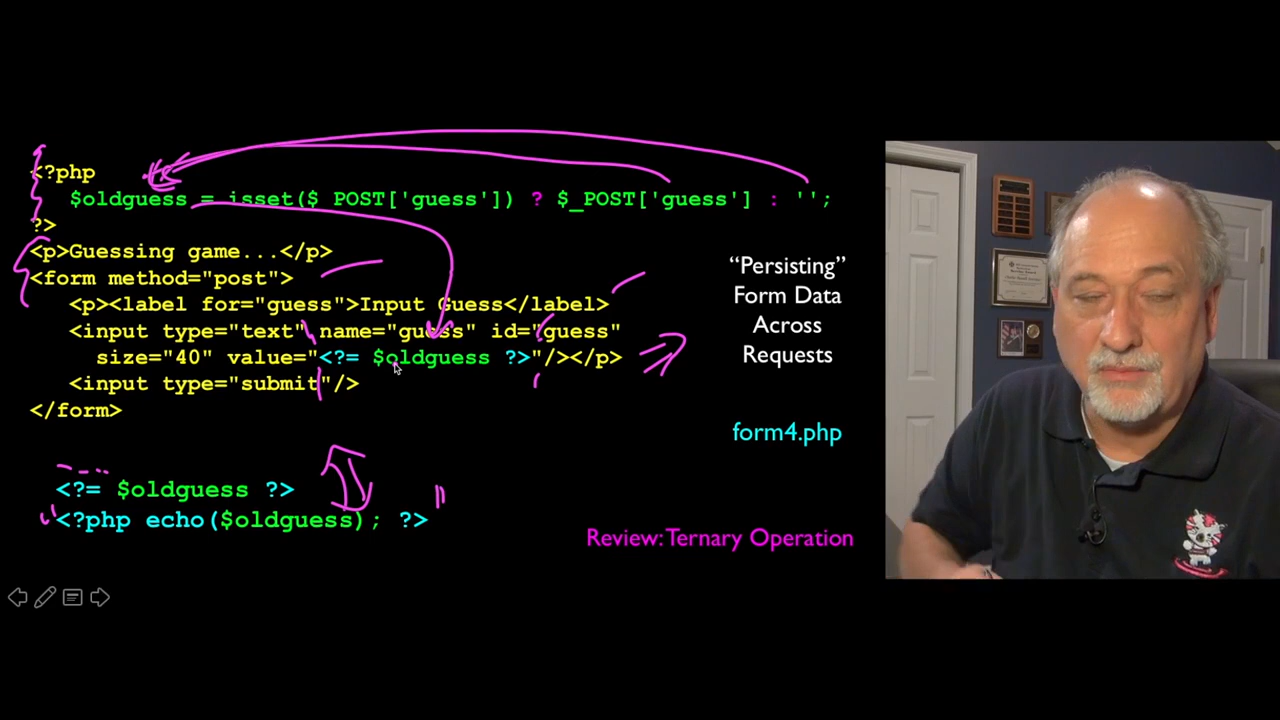 <?php
$oldguess = isset($_POST['guess']) ? $_POST['guess'] : '';
?>
<p>Guessing game...</p>
<form method="post">
<p><label for="guess">Input Guess</label>
<input type="text" name="guess" id="guess"
size="40" value="<?= $oldguess ?>"/></p>
<input type="submit"/>
</form>
<?= $oldguess ?>
<?php echo($oldguess); ?>
“Persisting”
Form Data
Across
Requests
form4.php
Review: Ternary Operation